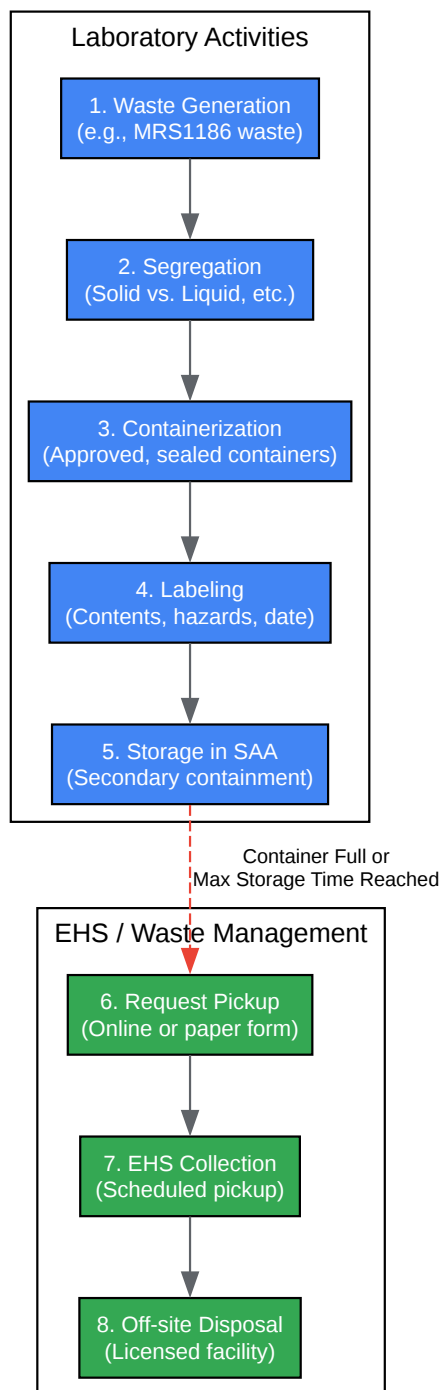 Laboratory Activities
1. Waste Generation
(e.g., MRS1186 waste)
2. Segregation
(Solid vs. Liquid, etc.)
3. Containerization
(Approved, sealed containers)
4. Labeling
(Contents, hazards, date)
5. Storage in SAA
(Secondary containment)
Container Full or
Max Storage Time Reached
EHS / Waste Management
6. Request Pickup
(Online or paper form)
7. EHS Collection
(Scheduled pickup)
8. Off-site Disposal
(Licensed facility)